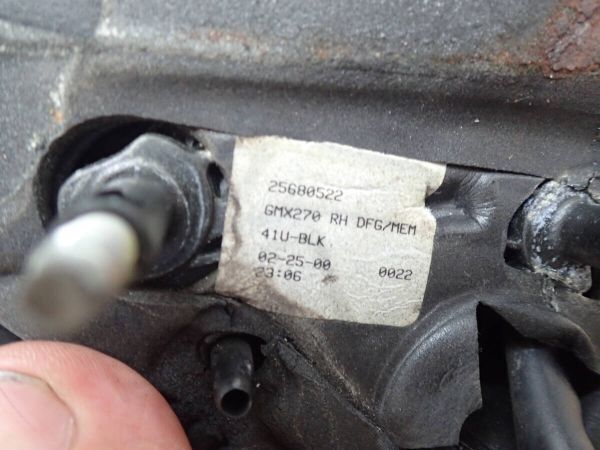 25680522
GMX270 RH DFG/MEM
41U-BLK
02-25-00 0022
23:06